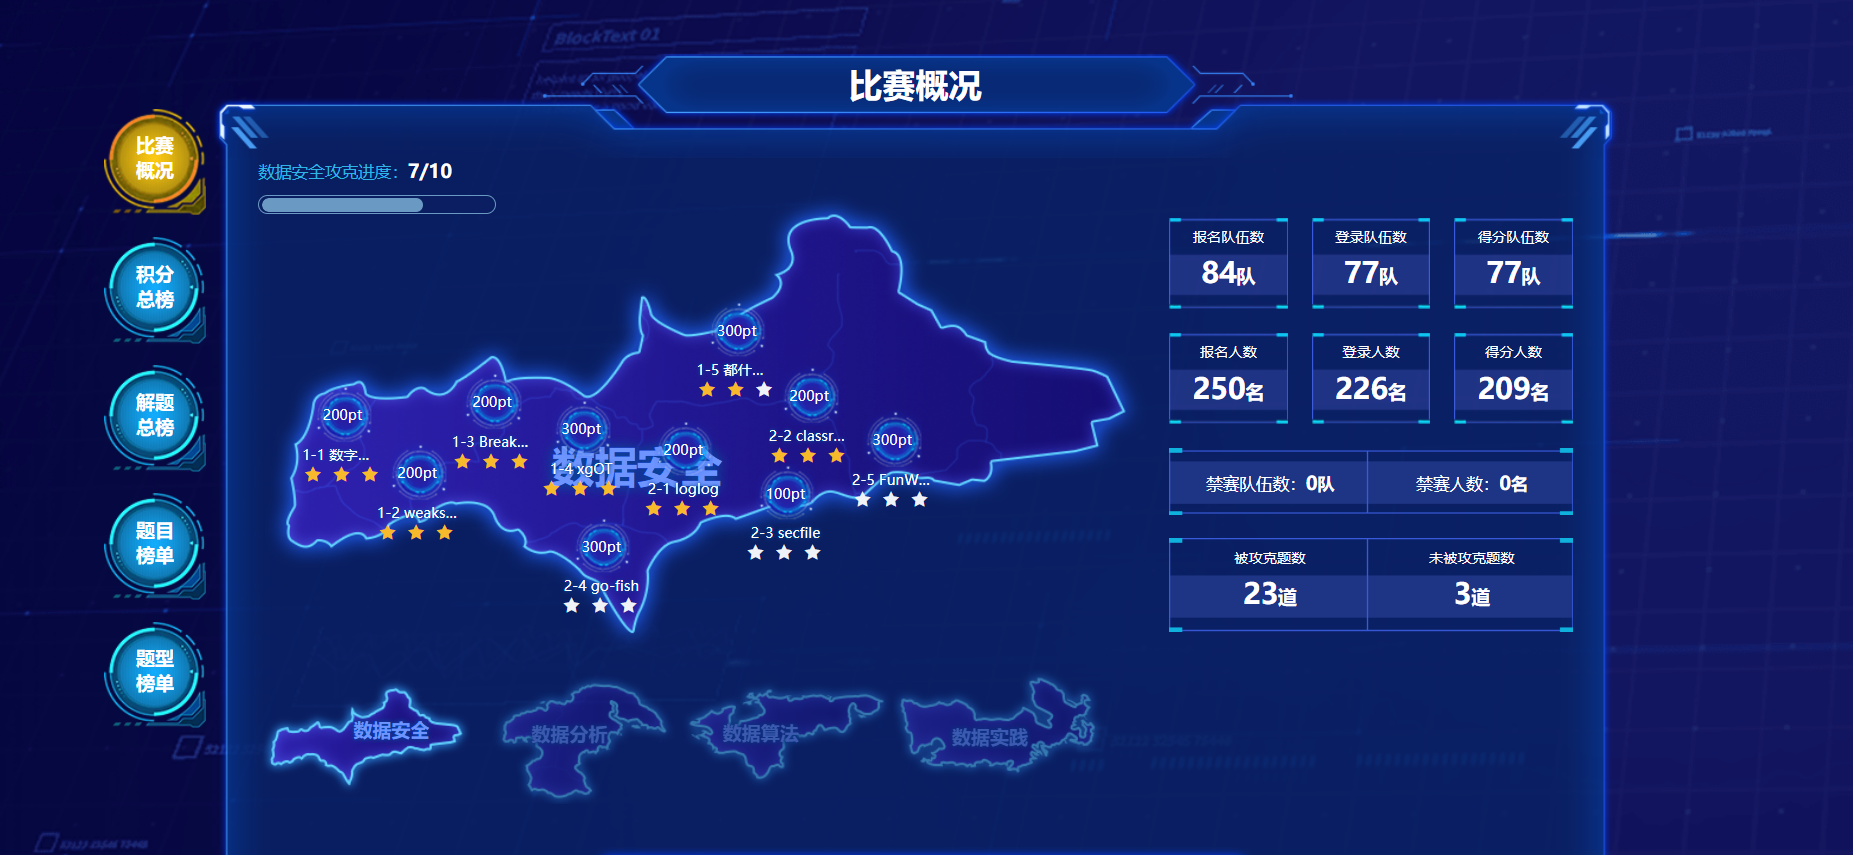 BlockText 01
比赛概况
比赛
概况
积分
总榜
解题
总榜
题目
榜单
题型
榜单
数据安全攻克进度：7/10
数据安全
300pt
1-5 都什...
200pt
1-1 数字...
200pt
1-2 weaks...
200pt
1-3 Break...
300pt
1-4 xgOT
200pt
2-1 loglog
200pt
2-2 classr...
100pt
2-3 secfile
300pt
2-4 go-fish
300pt
2-5 FunW...
报名队伍数
84队
登录队伍数
77队
得分队伍数
77队
报名人数
250名
登录人数
226名
得分人数
209名
禁赛队伍数：0队
禁赛人数：0名
被攻克题数
23道
未被攻克题数
3道
数据安全
数据分析
数据算法
数据实践